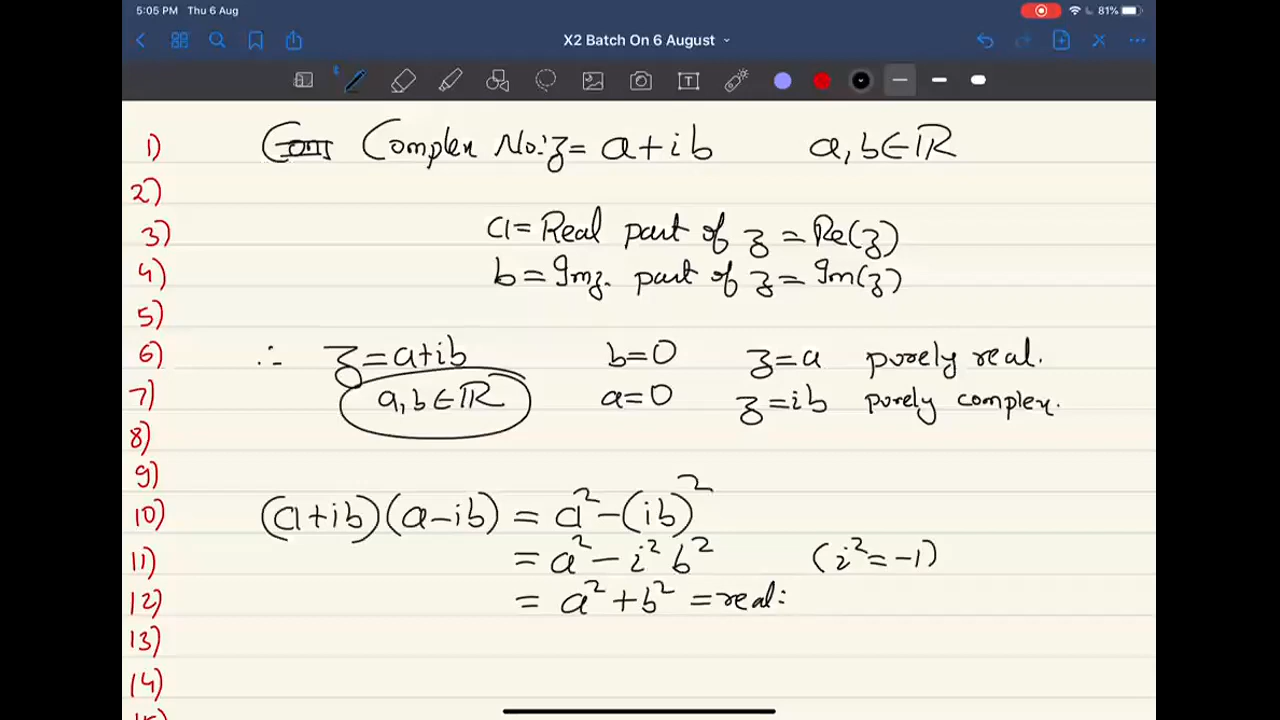 5:05 PM Thu 6 Aug
81%
X2 Batch On 6 August
1) Complex No: z = a+ib a, b ∈ ℝ
2)
3) a = Real part of z = Re(z)
4) b = Img. part of z = Im(z)
5)
6) ∴ z = a+ib b=0 z=a purely real.
7) a, b ∈ ℝ a=0 z=ib purely complex.
8)
9)
10) (a+ib)(a-ib) = a² - (ib)²
11) = a² - i² b² (i² = -1)
12) = a² + b² = real:
13)
14)